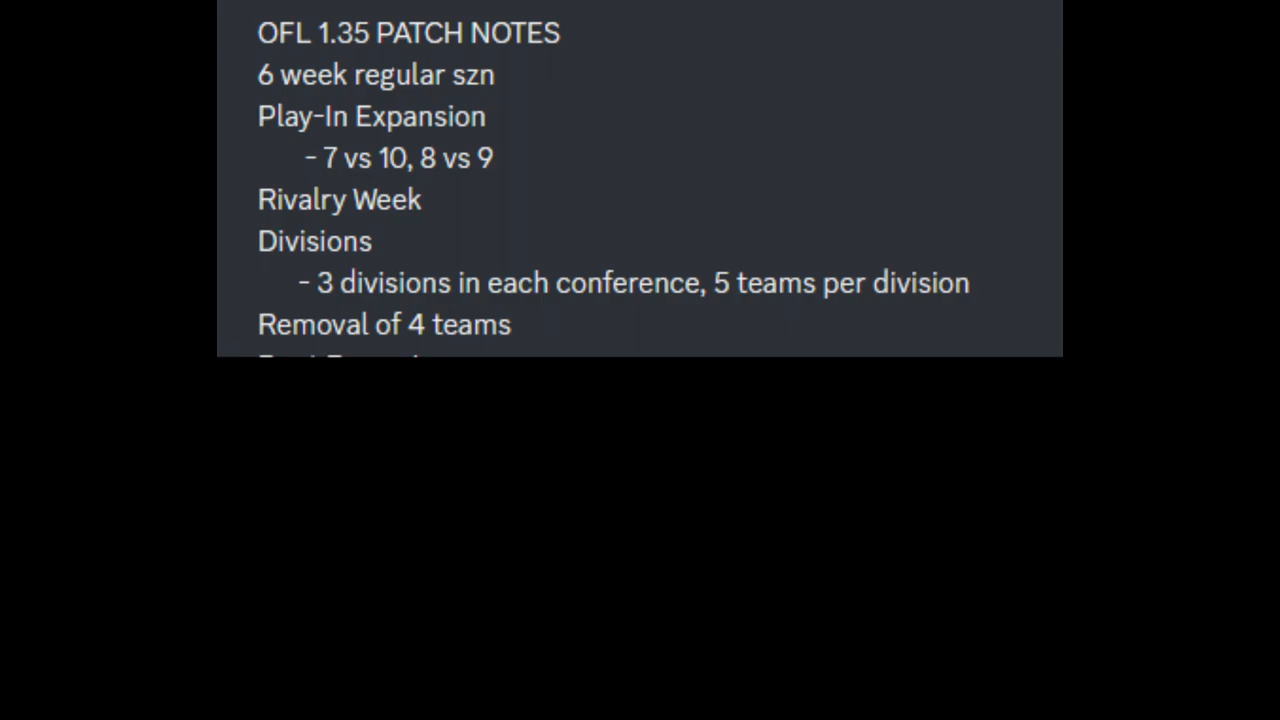 OFL 1.35 PATCH NOTES
6 week regular szn
Play-In Expansion
- 7 vs 10, 8 vs 9
Rivalry Week
Divisions
- 3 divisions in each conference, 5 teams per division
Removal of 4 teams